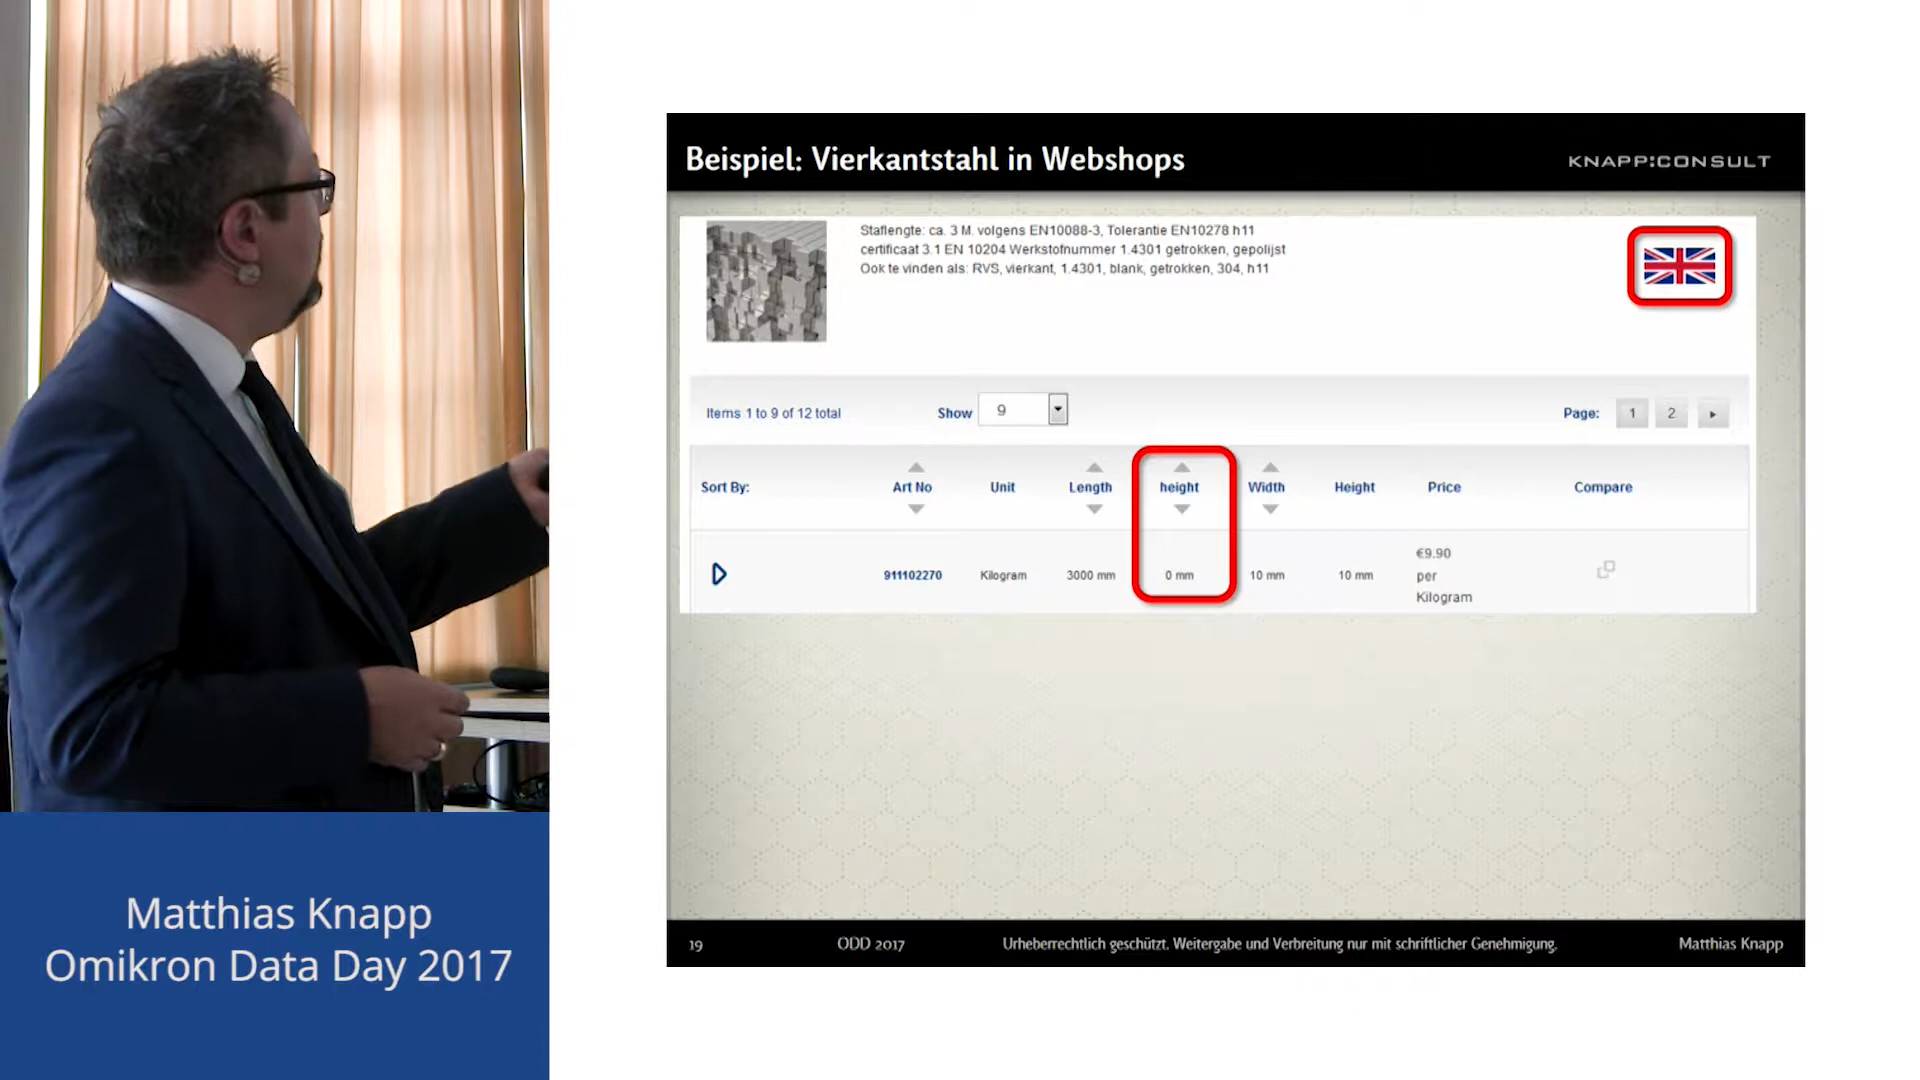 Beispiel: Vierkantstahl in Webshops
KNAPP:CONSULT
Staflengte: ca. 3 M. volgens EN10088-3, Tolerantie EN10278 h11
certificaat 3.1 EN 10204 Werkstofnummer 1.4301 getrokken, gepolijst
Ook te vinden als: RVS, vierkant, 1.4301, blank, getrokken, 304, h11
Items 1 to 9 of 12 total
Show 9
Page: 1 2
Sort By: Art No Unit Length height Width Height Price Compare
911102270 Kilogram 3000 mm 0 mm 10 mm 10 mm €9.90
per
Kilogram
19 ODD 2017 Urheberrechtlich geschützt. Weitergabe und Verbreitung nur mit schriftlicher Genehmigung. Matthias Knapp
Matthias Knapp
Omikron Data Day 2017